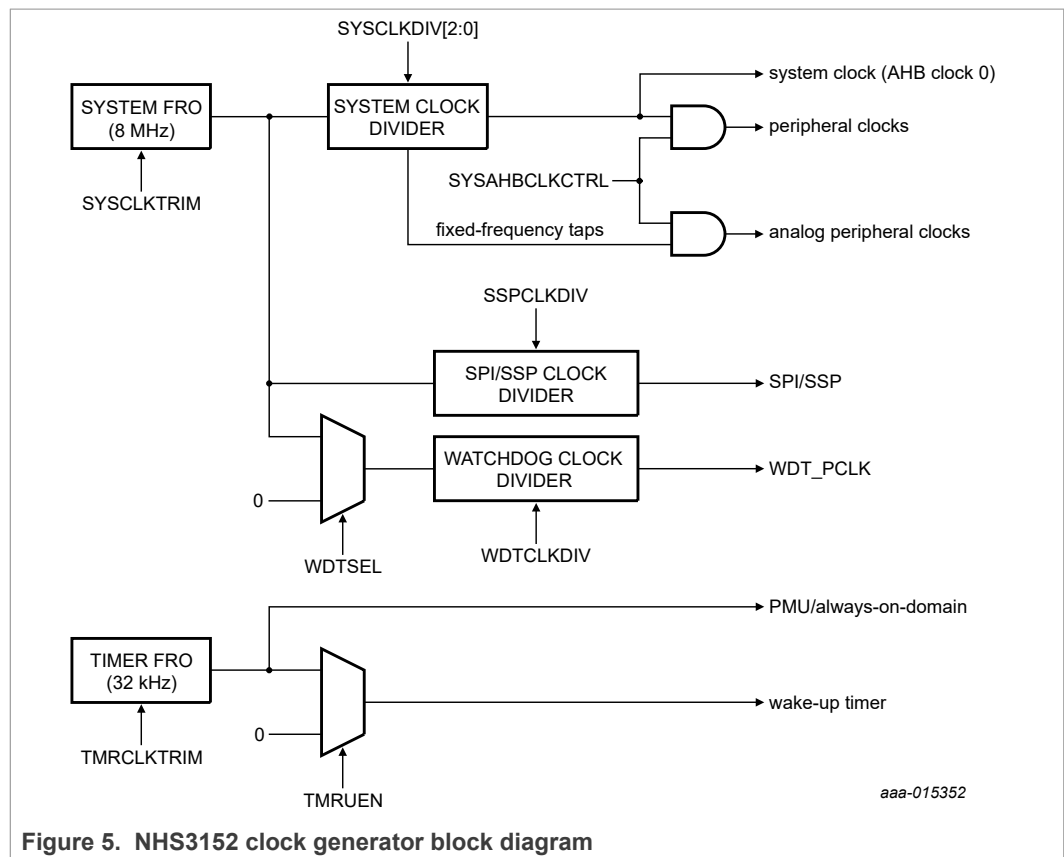 SYSCLKDIV[2:0]
SYSTEM FRO
(8 MHz)
SYSTEM CLOCK
DIVIDER
system clock (AHB clock 0)
peripheral clocks
SYSCLKTRIM
SYSAHBCLKCTRL
fixed-frequency taps
analog peripheral clocks
SSPCLKDIV
SPI/SSP CLOCK
DIVIDER
SPI/SSP
WATCHDOG CLOCK
DIVIDER
WDT_PCLK
0
WDTSEL
WDTCLKDIV
PMU/always-on-domain
TIMER FRO
(32 kHz)
wake-up timer
0
TMRCLKTRIM
TMRUEN
aaa-015352
Figure 5. NHS3152 clock generator block diagram